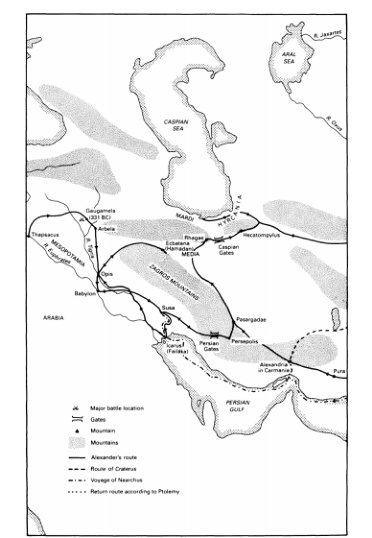 R. Jaxartes
ARAL
SEA
R. Oxus
CASPIAN
SEA
MARDI
HYRCANIA
Gaugamela
(331 BC)
Arbela
Thapsacus
MESOPOTAMIA
R. Tigris
R. Euphrates
Rhagae
Ecbatana
(Hamadan)
MEDIA
Caspian
Gates
Hecatompylus
Opis
Babylon
ZAGROS MOUNTAINS
Susa
ARABIA
Icarus?
(Failaka)
Persian
Gates
Pasargadae
Persepolis
Alexandria
in Carmania?
Pura
PERSIAN
GULF
Major battle location
Gates
Mountain
Mountains
Alexander's route
Route of Craterus
Voyage of Nearchus
Return route according to Ptolemy